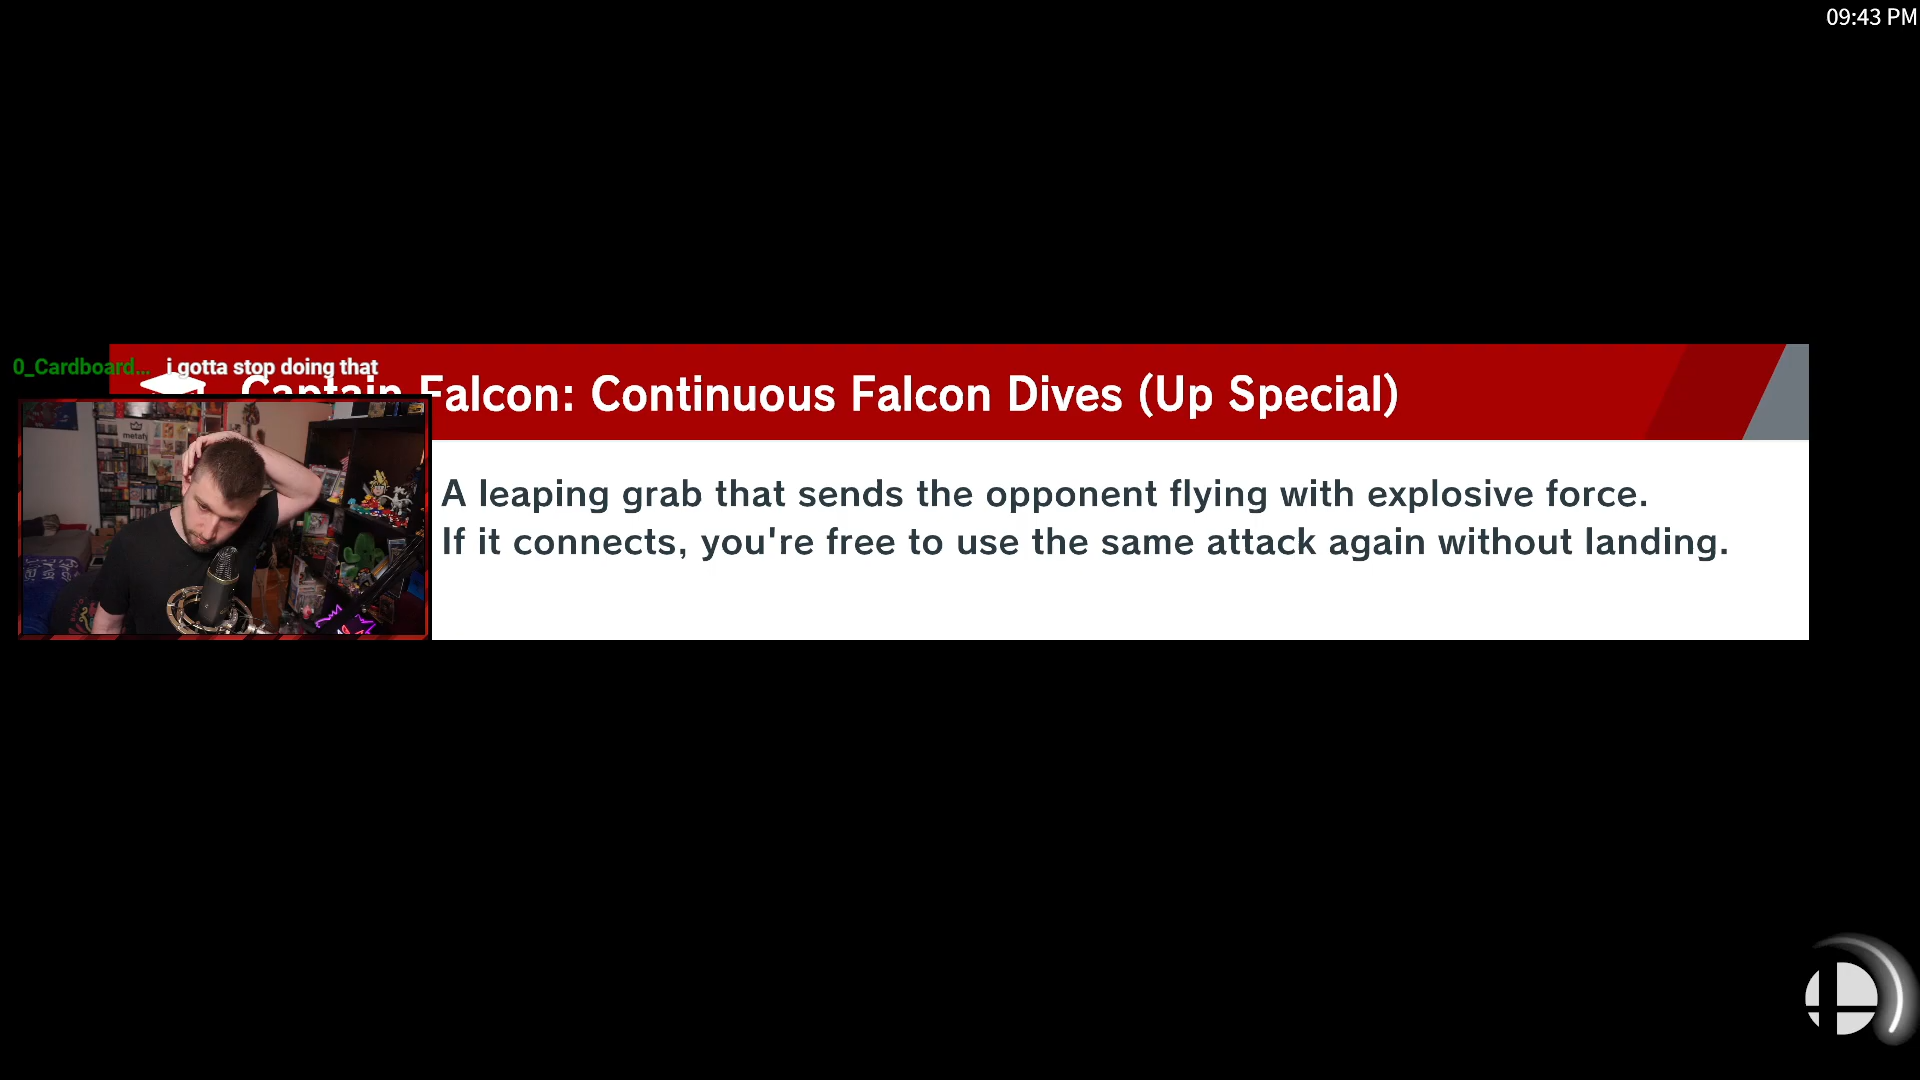 09:43 PM
0_Cardboard... i gotta stop doing that
Captain Falcon: Continuous Falcon Dives (Up Special)
metafy
A leaping grab that sends the opponent flying with explosive force.
If it connects, you're free to use the same attack again without landing.